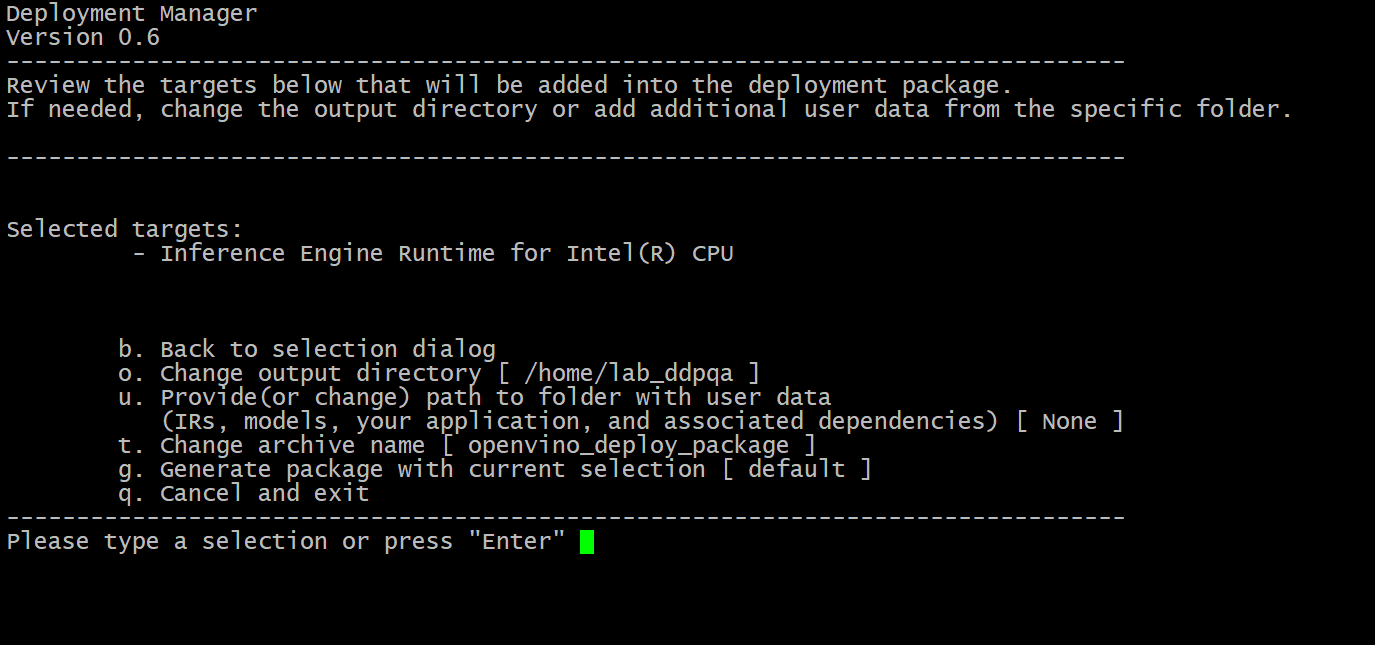 Deployment Manager
Version 0.6
--------------------------------------------------------------------------------
Review the targets below that will be added into the deployment package.
If needed, change the output directory or add additional user data from the specific folder.
--------------------------------------------------------------------------------
Selected targets:
- Inference Engine Runtime for Intel(R) CPU
b. Back to selection dialog
o. Change output directory [ /home/lab_ddpqa ]
u. Provide(or change) path to folder with user data
(IRs, models, your application, and associated dependencies) [ None ]
t. Change archive name [ openvino_deploy_package ]
g. Generate package with current selection [ default ]
q. Cancel and exit
--------------------------------------------------------------------------------
Please type a selection or press "Enter"